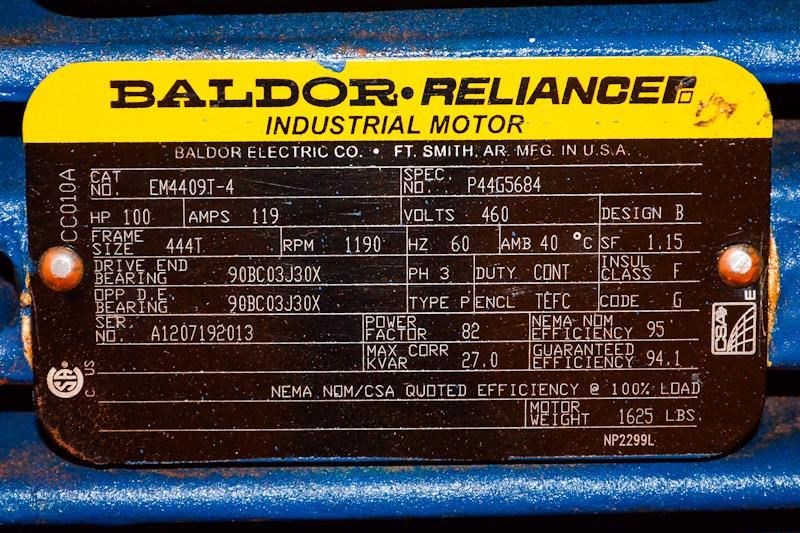 BALDOR • RELIANCE
INDUSTRIAL MOTOR
BALDOR ELECTRIC CO. • FT. SMITH, AR. MFG. IN U.S.A.
CC010A
CAT NO. EM4409T-4 SPEC. NO. P44G5684
HP 100 AMPS 119 VOLTS 460 DESIGN B
FRAME SIZE 444T RPM 1190 HZ 60 AMB 40 °C SF 1.15
DRIVE END BEARING 90BC03J30X PH 3 DUTY CONT INSUL CLASS F
OPP D.E. BEARING 90BC03J30X TYPE P ENCL TEFC CODE G
SER. NO. A1207192013 POWER FACTOR 82 NEMA-NOM EFFICIENCY 95
MAX CORR KVAR 27.0 GUARANTEED EFFICIENCY 94.1
NEMA NOM/CSA QUOTED EFFICIENCY @ 100% LOAD
MOTOR WEIGHT 1625 LBS.
NP2299L
C SA US
CSA E